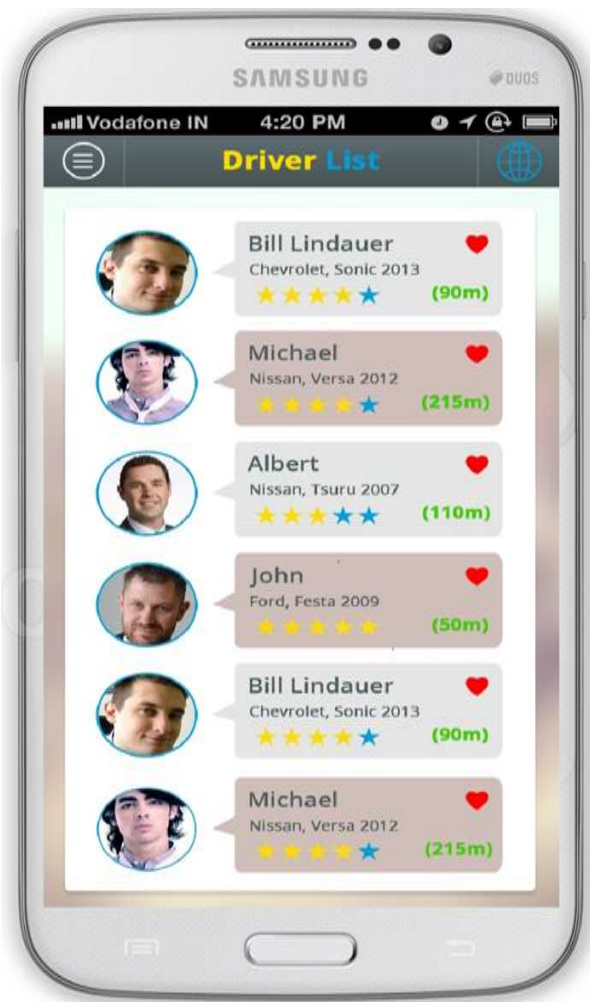 SAMSUNG
DUOS
Vodafone IN 4:20 PM
Driver List
Bill Lindauer
Chevrolet, Sonic 2013
(90m)
Michael
Nissan, Versa 2012
(215m)
Albert
Nissan, Tsuru 2007
(110m)
John
Ford, Festa 2009
(50m)
Bill Lindauer
Chevrolet, Sonic 2013
(90m)
Michael
Nissan, Versa 2012
(215m)